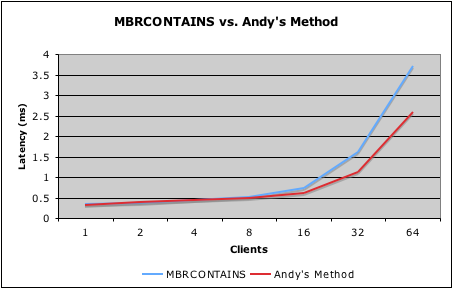 MBRCONTAINS vs. Andy's Method
4
3.5
3
2.5
2
1.5
1
0.5
0
Latency (ms)
1 2 4 8 16 32 64
Clients
MBRCONTAINS Andy's Method